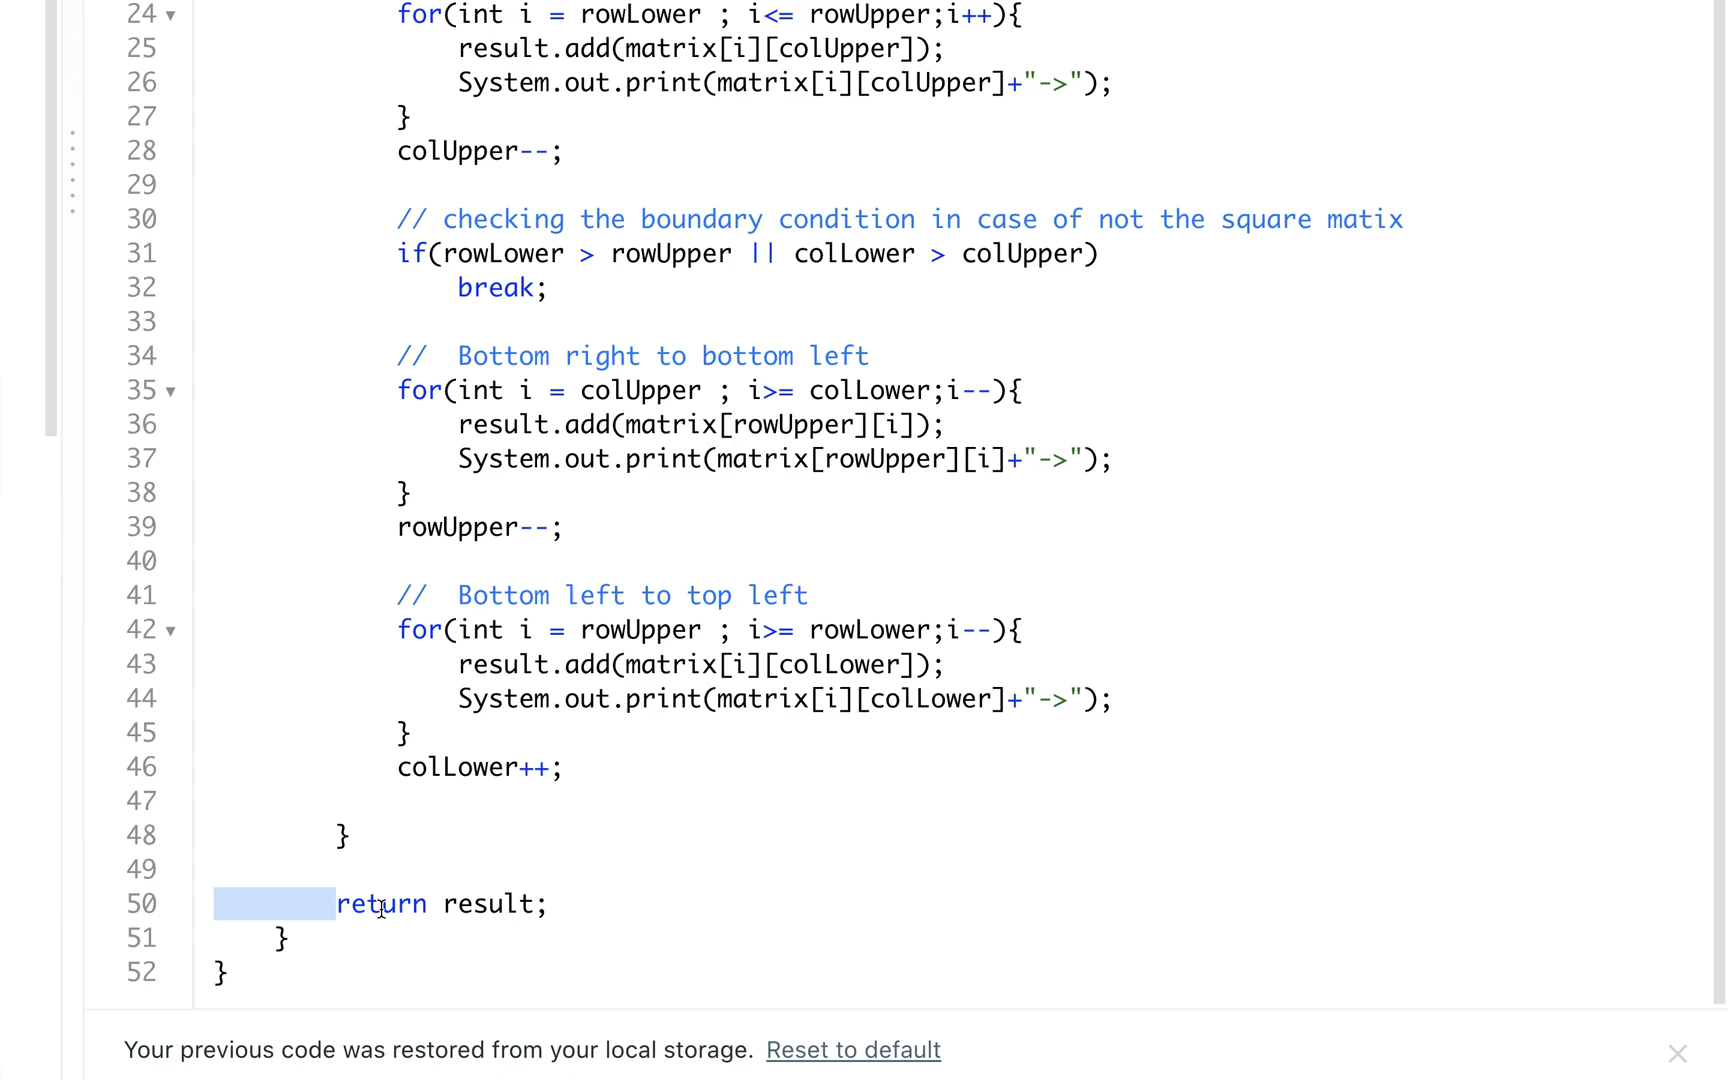 24 for(int i = rowLower ; i<= rowUpper;i++){
25 result.add(matrix[i][colUpper]);
26 System.out.print(matrix[i][colUpper]+"->");
27 }
28 colUpper--;
29
30 // checking the boundary condition in case of not the square matix
31 if(rowLower > rowUpper || colLower > colUpper)
32 break;
33
34 //  Bottom right to bottom left
35 for(int i = colUpper ; i>= colLower;i--){
36 result.add(matrix[rowUpper][i]);
37 System.out.print(matrix[rowUpper][i]+"->");
38 }
39 rowUpper--;
40
41 //  Bottom left to top left
42 for(int i = rowUpper ; i>= rowLower;i--){
43 result.add(matrix[i][colLower]);
44 System.out.print(matrix[i][colLower]+"->");
45 }
46 colLower++;
47
48 }
49
50 return result;
51 }
52 }
Your previous code was restored from your local storage. Reset to default